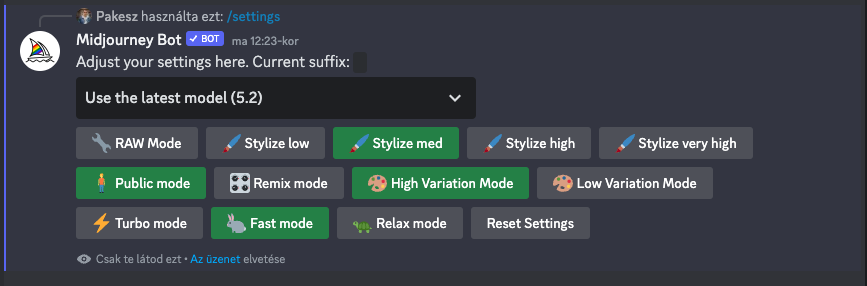 Pakesz használta ezt: /settings
Midjourney Bot ✓ BOT ma 12:23-kor
Adjust your settings here. Current suffix:
Use the latest model (5.2)
RAW Mode Stylize low Stylize med Stylize high Stylize very high
Public mode Remix mode High Variation Mode Low Variation Mode
Turbo mode Fast mode Relax mode Reset Settings
Csak te látod ezt • Az üzenet elvetése